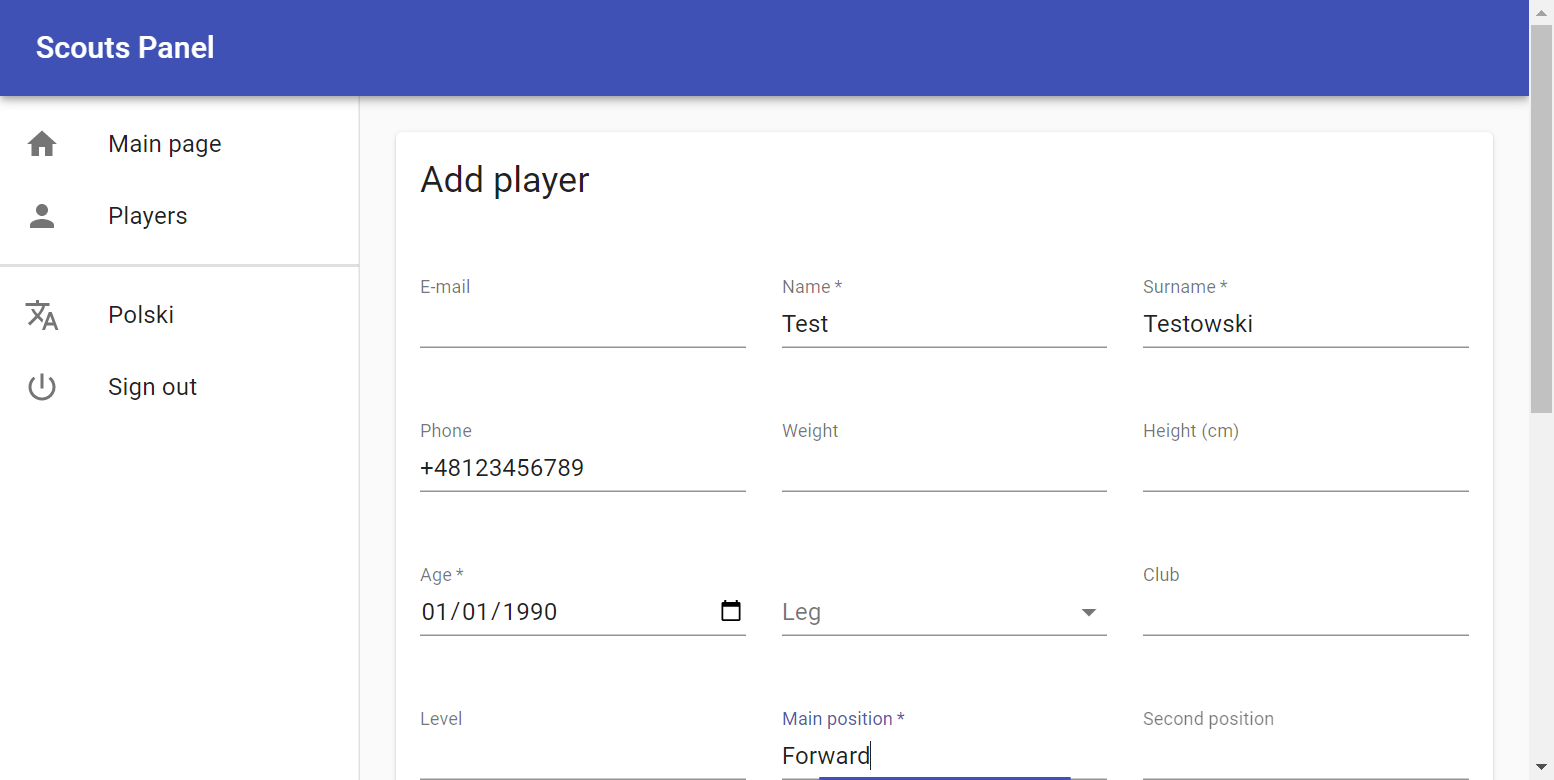 Scouts Panel
Main page
Players
Polski
Sign out
Add player
E-mail
Name *
Test
Surname *
Testowski
Phone
+48123456789
Weight
Height (cm)
Age *
01/01/1990
Leg
Club
Level
Main position *
Forward
Second position